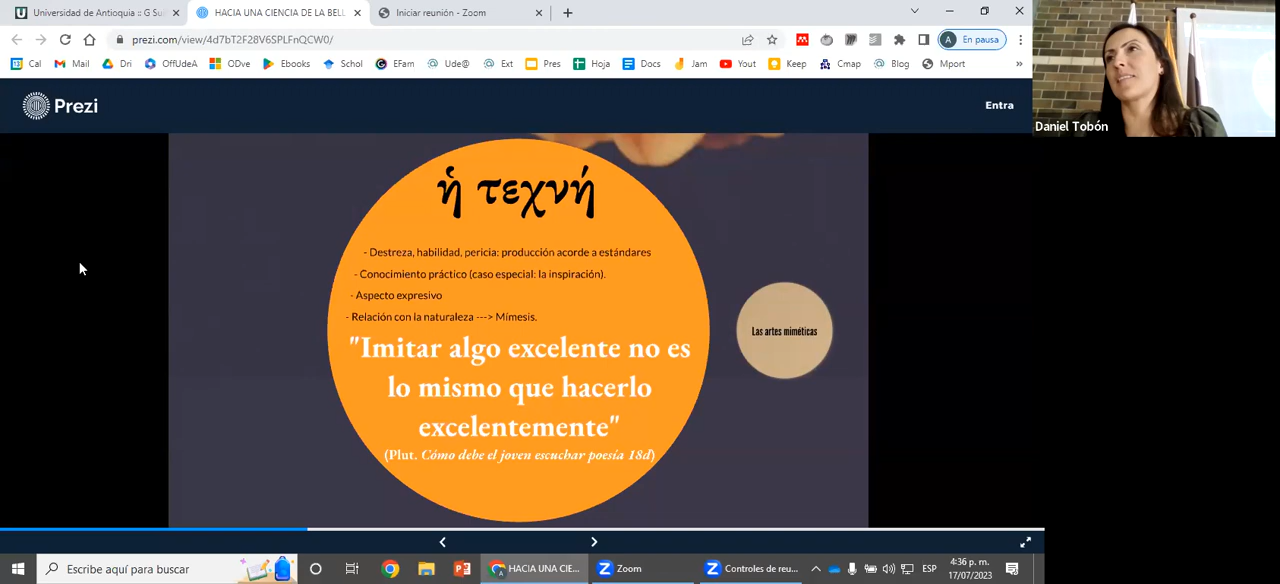 Universidad de Antioquia :: G Sui
HACIA UNA CIENCIA DE LA BELL
Iniciar reunión - Zoom
prezi.com/view/4d7bT2F28V6SPLFnQCW0/
A En pausa
Cal
Mail
Dri
OffUdeA
ODve
Ebooks
Schol
EFam
Ude@
Ext
Pres
Hoja
Docs
Jam
Yout
Keep
Cmap
Blog
Mport
Prezi
Entra
Daniel Tobón
ἡ τεχνή
- Destreza, habilidad, pericia: producción acorde a estándares
- Conocimiento práctico (caso especial: la inspiración).
- Aspecto expresivo
- Relación con la naturaleza ---> Mímesis.
"Imitar algo excelente no es
lo mismo que hacerlo
excelentemente"
(Plut. Cómo debe el joven escuchar poesía 18d)
Las artes miméticas
Escribe aquí para buscar
HACIA UNA CIE...
Zoom
Controles de reu...
ESP
4:36 p. m.
17/07/2023